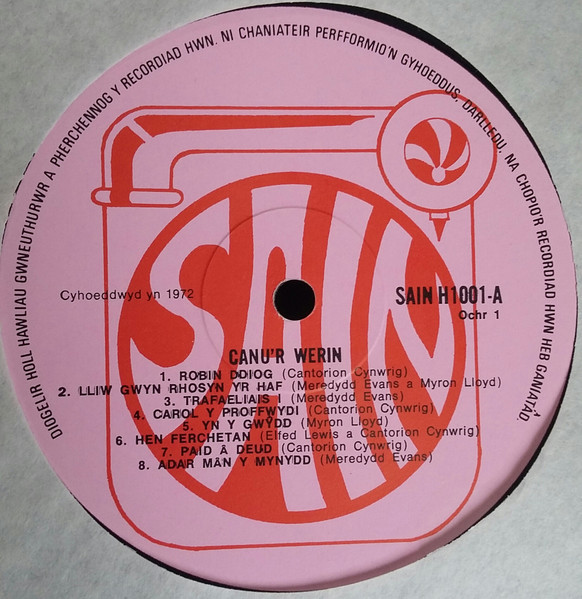 DIOGELIR HOLL HAWLIAU GWNEUTHURWR A PHERCHENNOG Y RECORDIAD HWN. NI CHANIATEIR PERFFORMIO'N GYHOEDDUS, DARLLEDU, NA CHOPIO'R RECORDIAD HWN HEB GANIATÂD.
SAIN
Cyhoeddwyd yn 1972
SAIN H1001-A
Ochr 1
CANU'R WERIN
1. ROBIN DDIOG (Cantorion Cynwrig)
2. LLIW GWYN RHOSYN YR HAF (Meredydd Evans a Myron Lloyd)
3. TRAFAELIAIS (Meredydd Evans)
4. CAROL Y PROFFWYDI (Cantorion Cynwrig)
5. YN Y GWŶDD (Myron Lloyd)
6. HEN FERCHETAN (Elfed Lewis a Cantorion Cynwrig)
7. PAID Â DEUD (Cantorion Cynwrig)
8. ADAR MÂN Y MYNYDD (Meredydd Evans)